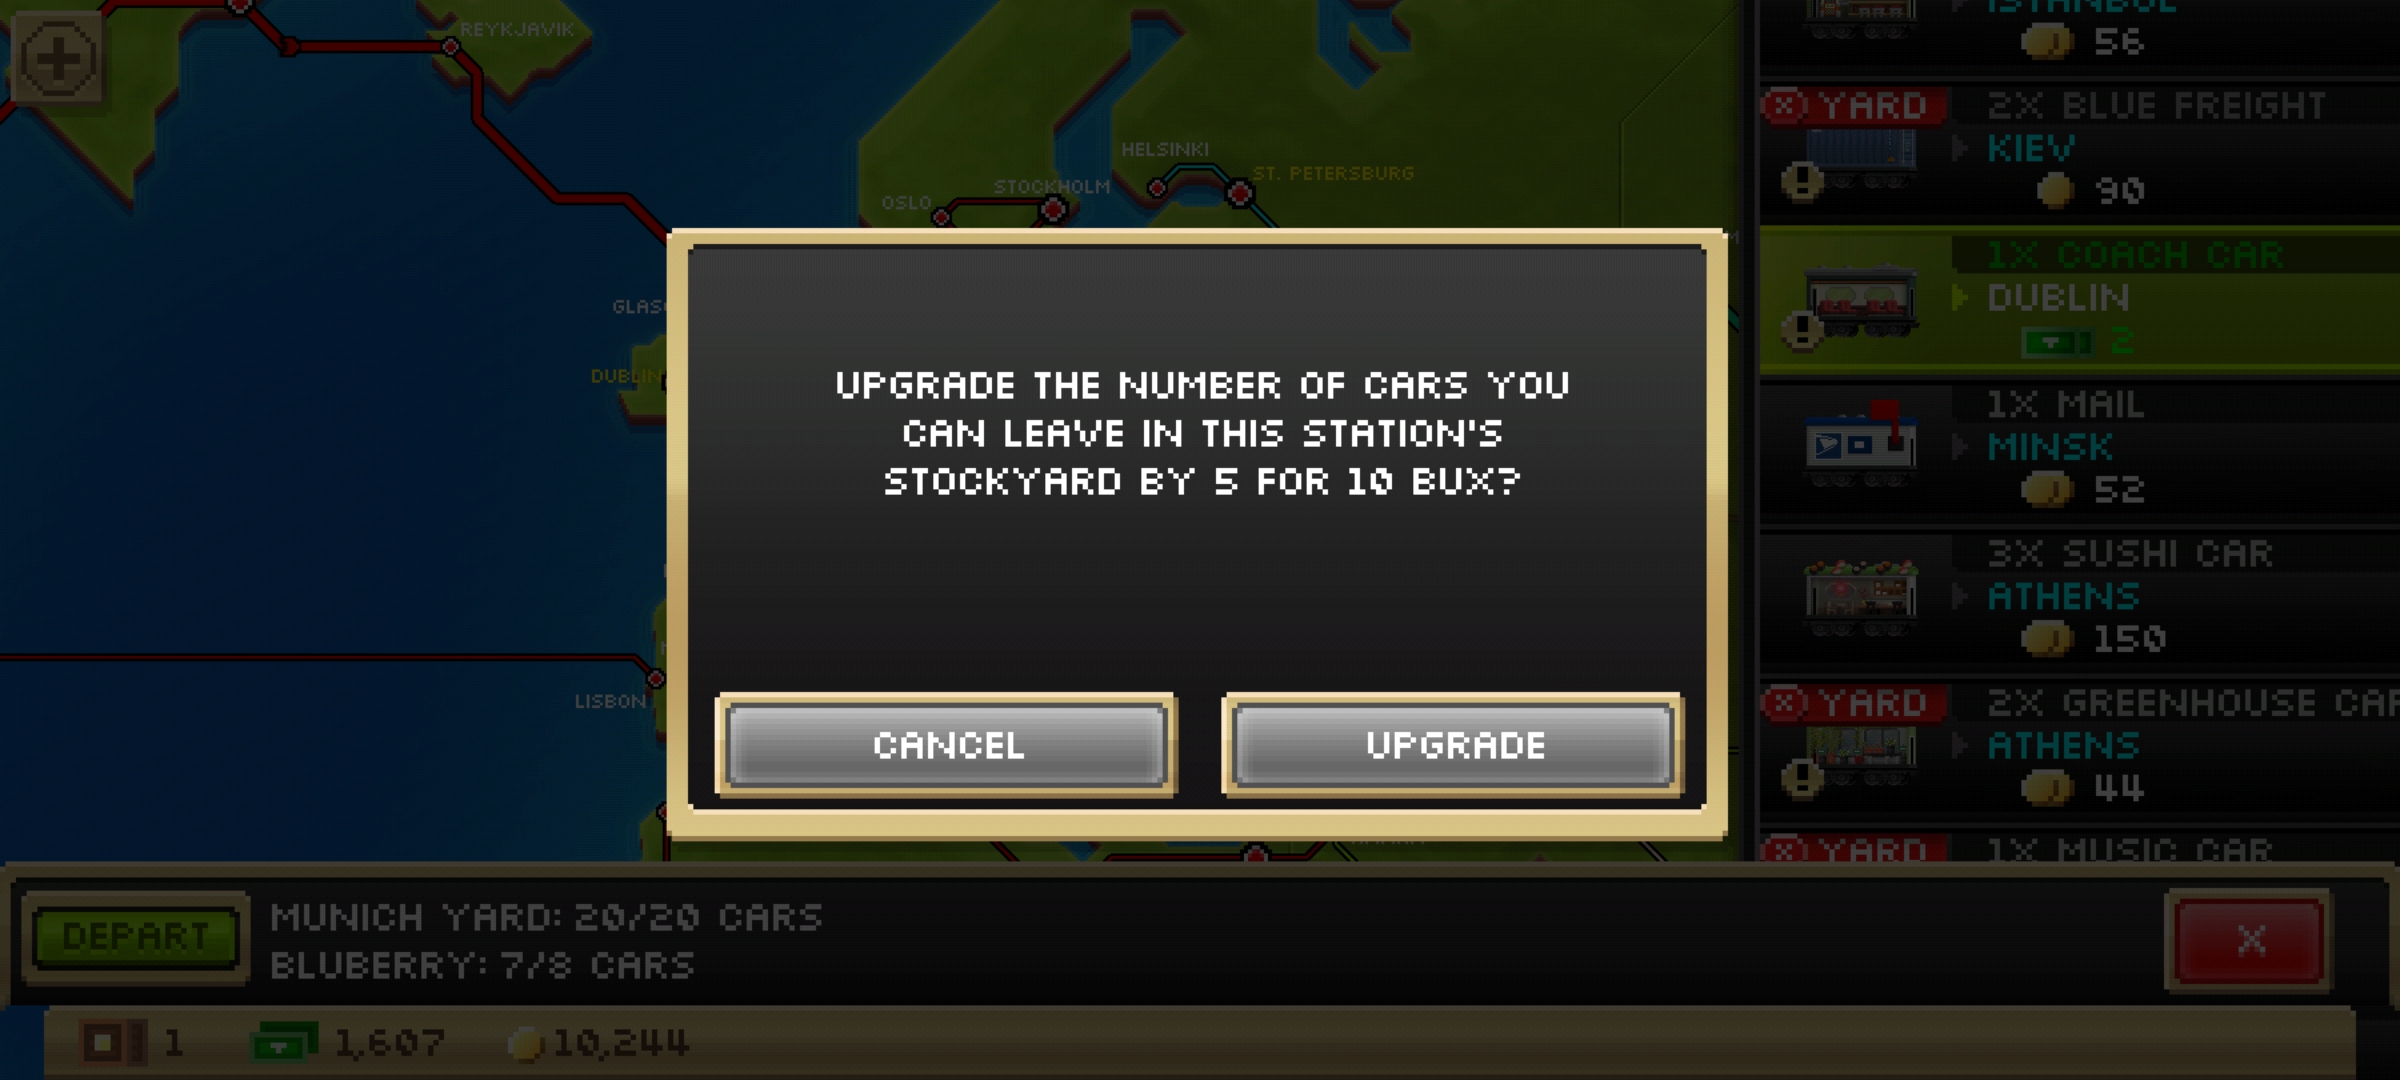 REYKJAVIK
HELSINKI
ST. PETERSBURG
STOCKHOLM
OSLO
DUBLIN
LISBON
56
YARD
2X BLUE FREIGHT
KIEV
90
1X COACH CAR
DUBLIN
2
1X MAIL
MINSK
52
3X SUSHI CAR
ATHENS
150
YARD
2X GREENHOUSE CAR
ATHENS
44
YARD
1X MUSIC CAR
UPGRADE THE NUMBER OF CARS YOU
CAN LEAVE IN THIS STATION'S
STOCKYARD BY 5 FOR 10 BUX?
CANCEL
UPGRADE
DEPART
MUNICH YARD: 20/20 CARS
BLUBERRY: 7/8 CARS
X
1
1,607
10,244